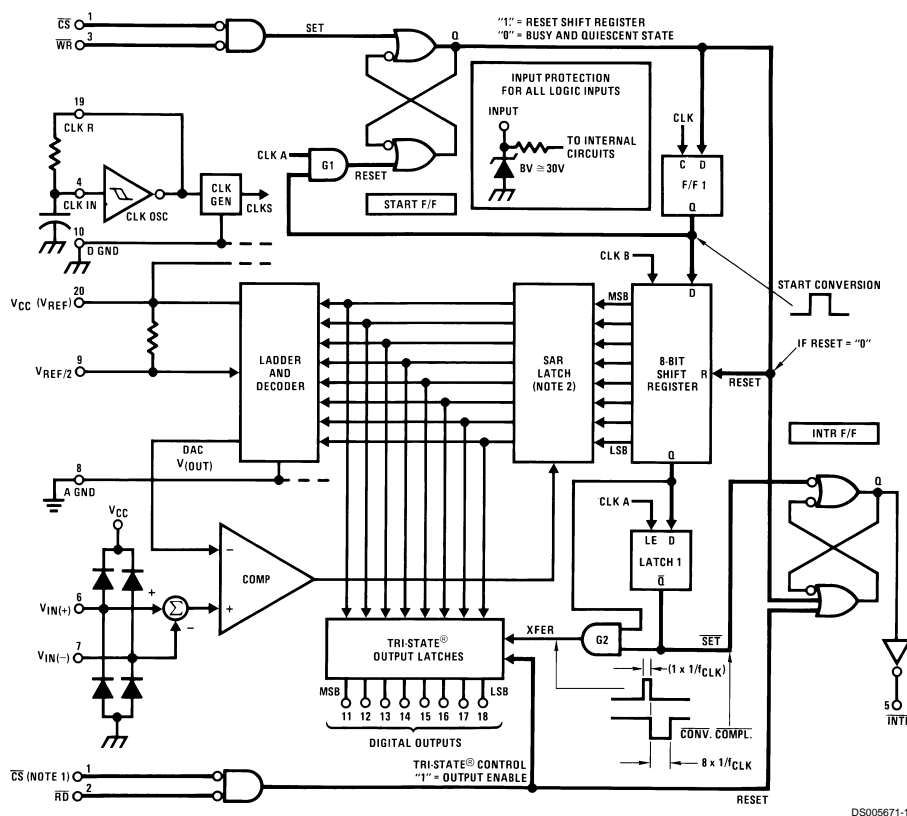 CS 1
WR 3
SET
Q
"1" = RESET SHIFT REGISTER
"0" = BUSY AND QUIESCENT STATE
INPUT PROTECTION
FOR ALL LOGIC INPUTS
INPUT
TO INTERNAL
CIRCUITS
BV ≅ 30V
CLK
C D
F/F 1
Q
19
CLK R
4
CLK IN
CLK OSC
CLK
GEN
CLKS
10
D GND
CLK A
G1
RESET
START F/F
20
VCC (VREF)
9
VREF/2
LADDER
AND
DECODER
SAR
LATCH
(NOTE 2)
MSB
LSB
CLK B
D
8-BIT
SHIFT
REGISTER
R
Q
RESET
START CONVERSION
IF RESET = "0"
INTR F/F
Q
DAC
V(OUT)
8
A GND
VCC
6
VIN(+)
7
VIN(−)
+
Σ
−
−
+
COMP
CLK A
LE D
LATCH 1
Q
XFER
G2
SET
TRI-STATE®
OUTPUT LATCHES
MSB LSB
11 12 13 14 15 16 17 18
DIGITAL OUTPUTS
(1 x 1/fCLK)
CONV. COMPL.
8 x 1/fCLK
5
INTR
CS (NOTE 1) 1
RD 2
TRI-STATE® CONTROL
"1" = OUTPUT ENABLE
RESET